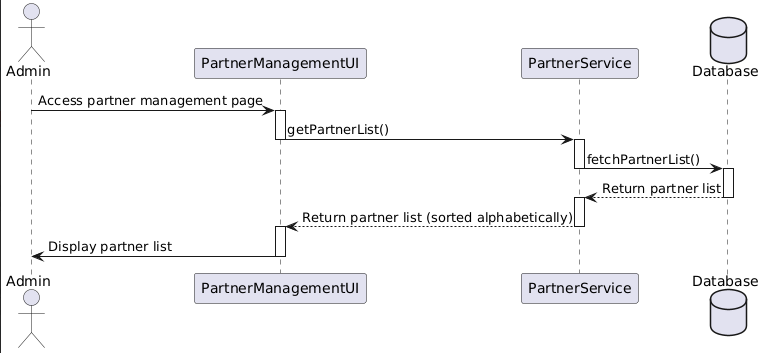 Admin
PartnerManagementUI
PartnerService
Database
Access partner management page
getPartnerList()
fetchPartnerList()
Return partner list
Return partner list (sorted alphabetically)
Display partner list
Admin
PartnerManagementUI
PartnerService
Database